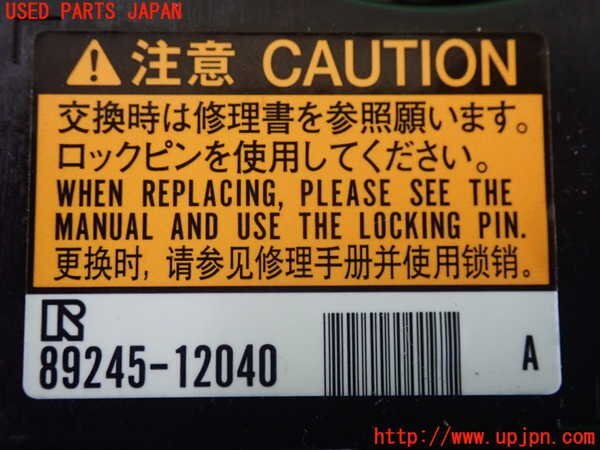 USED PARTS JAPAN
注意 CAUTION
交換時は修理書を参照願います。
ロックピンを使用してください。
WHEN REPLACING, PLEASE SEE THE
MANUAL AND USE THE LOCKING PIN.
更换时, 请参见修理手册并使用锁销。
R
89245-12040 A
http://www.upjpn.com/